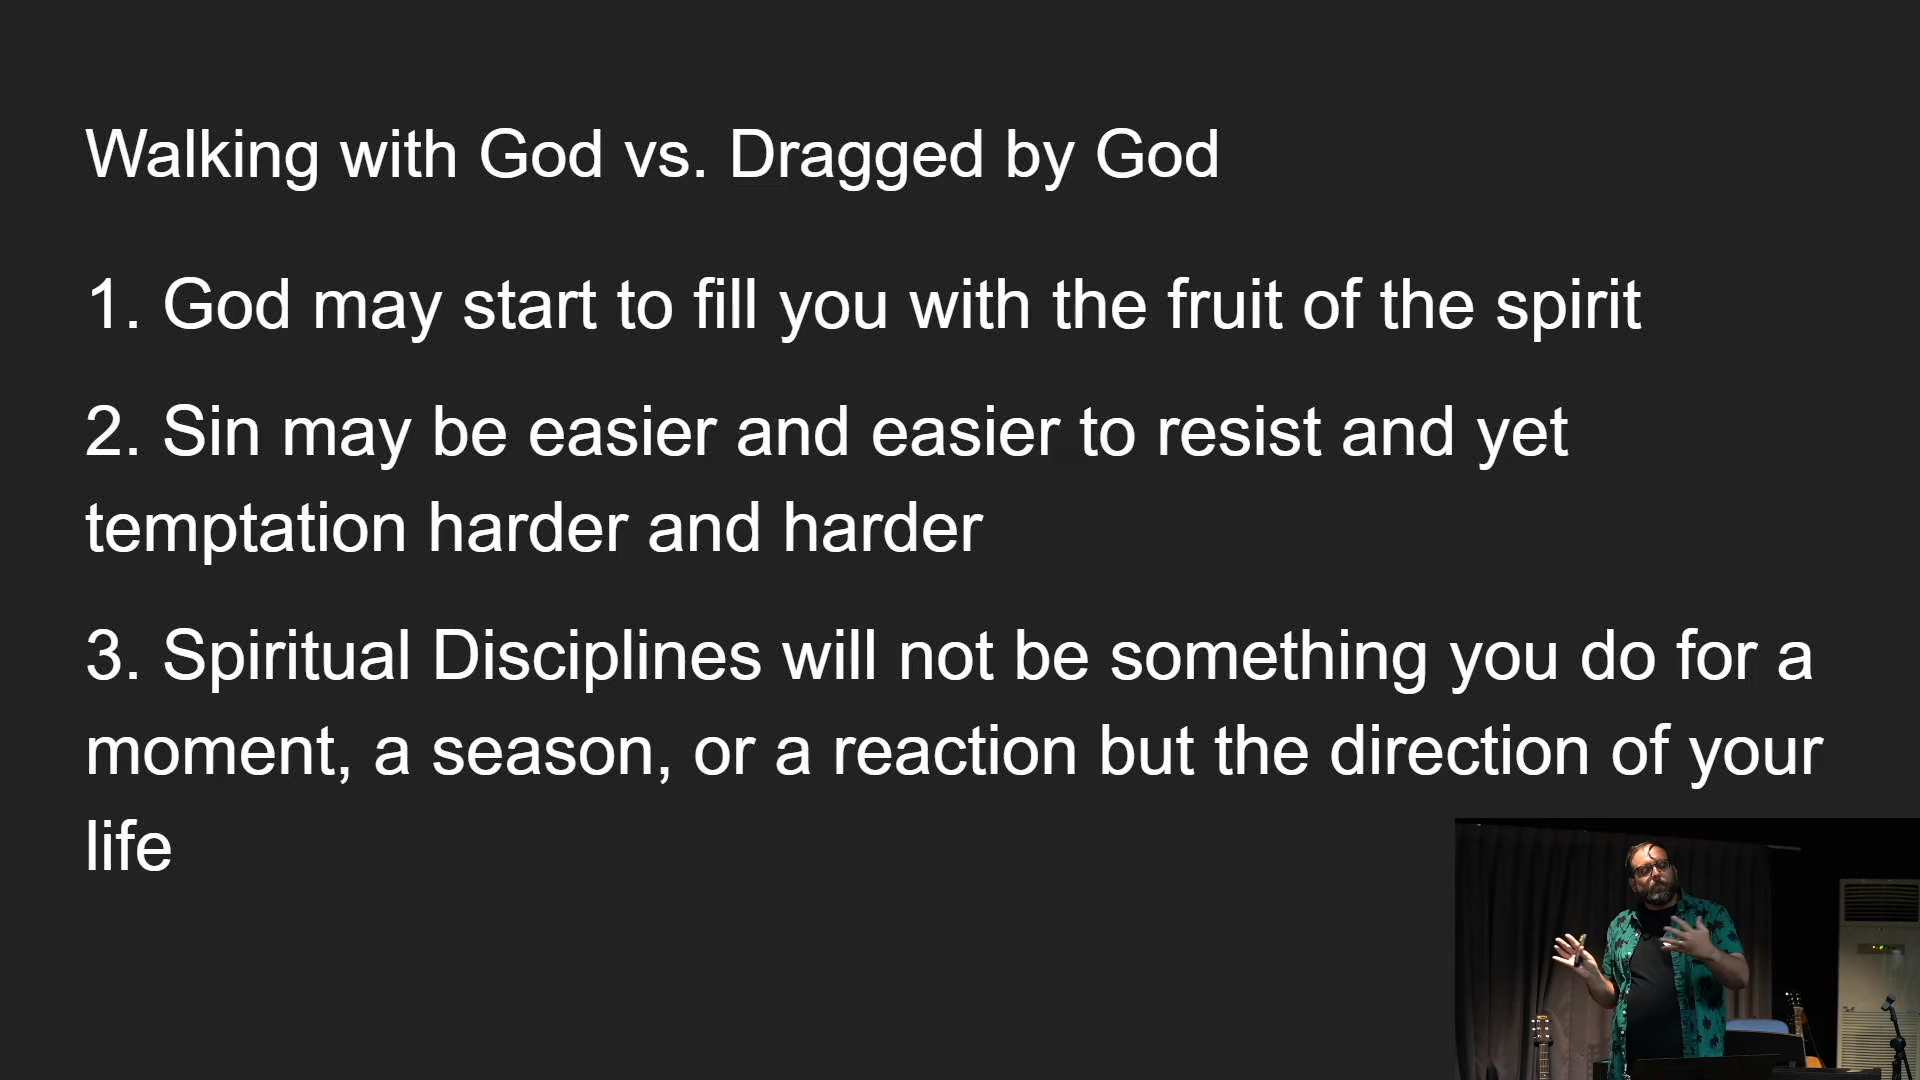 Walking with God vs. Dragged by God
1. God may start to fill you with the fruit of the spirit
2. Sin may be easier and easier to resist and yet
temptation harder and harder
3. Spiritual Disciplines will not be something you do for a
moment, a season, or a reaction but the direction of your
life